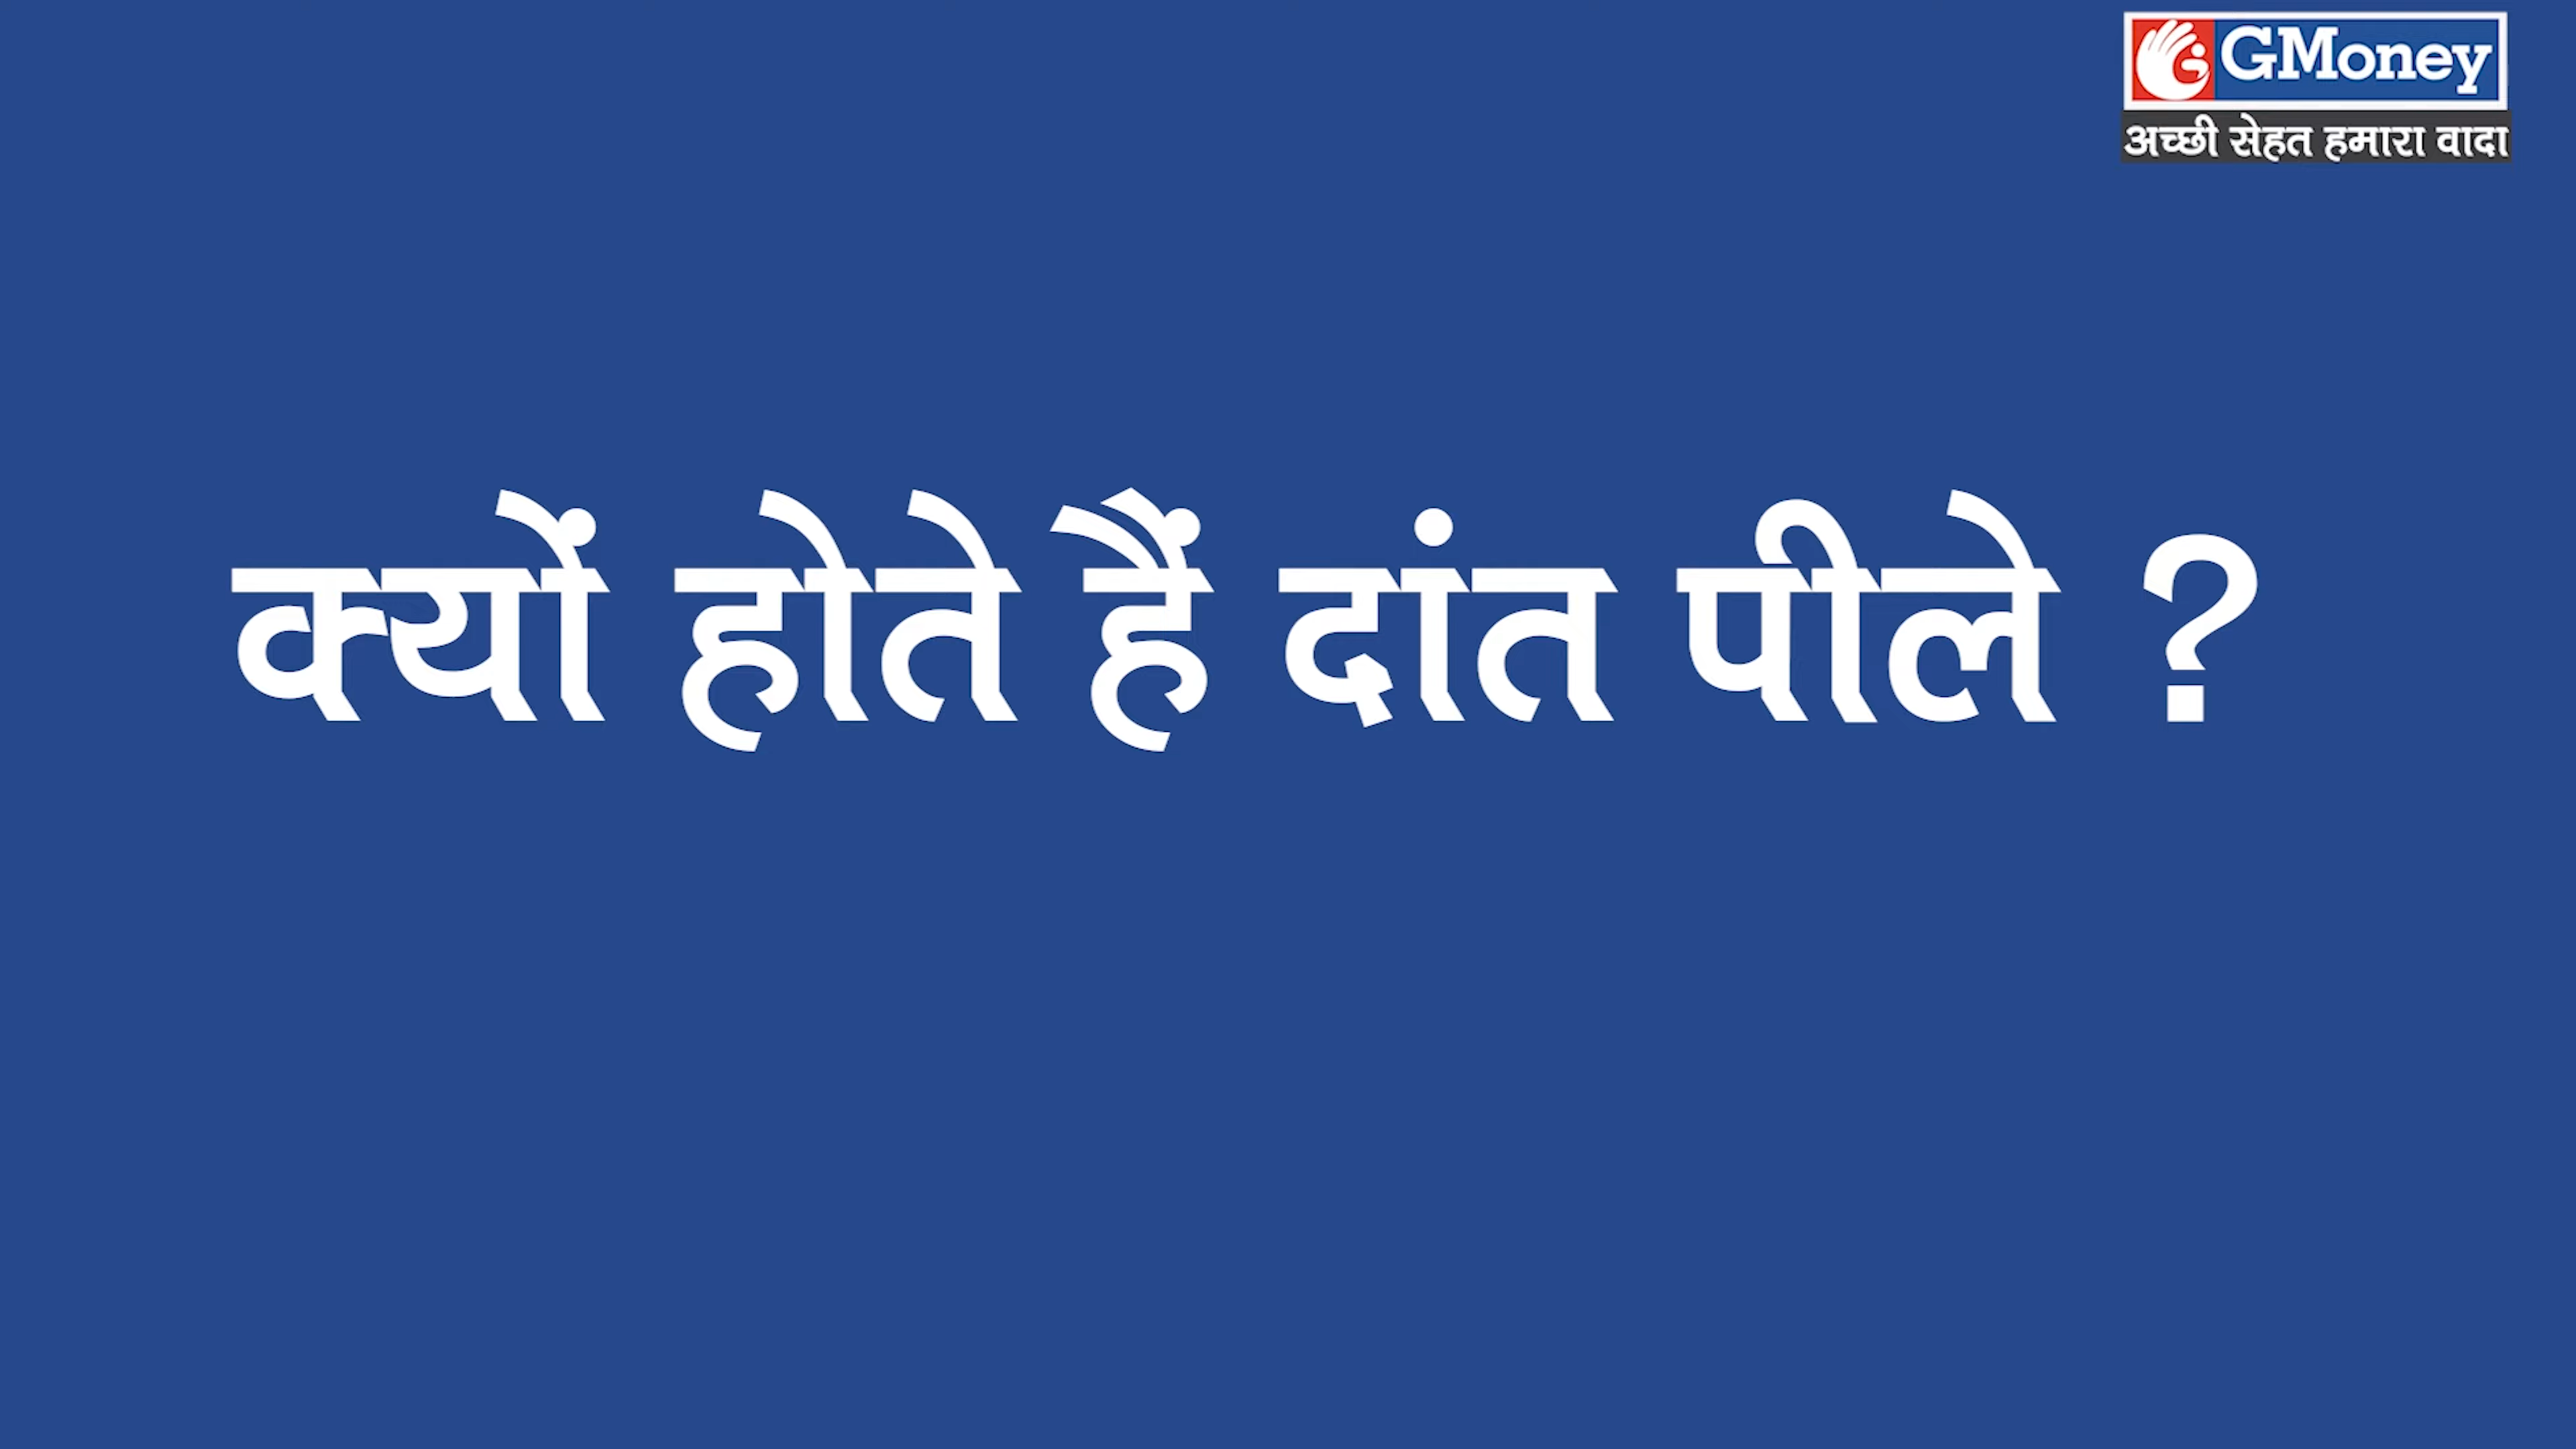 GMoney
अच्छी सेहत हमारा वादा
क्यों होते हैं दांत पीले ?